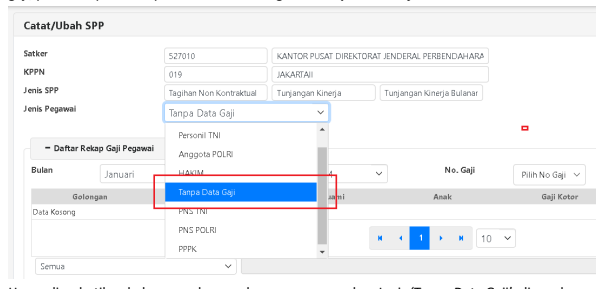 Catat/Ubah SPP
Satker 527010 KANTOR PUSAT DIREKTORAT JENDERAL PERBENDAHARA
KPPN 019 JAKARTAII
Jenis SPP Tagihan Non Kontraktual Tunjangan Kinerja Tunjangan Kinerja Bulanar
Jenis Pegawai Tanpa Data Gaji
Personil TNI
Anggota POLRI
HAKIM
Tanpa Data Gaji
PNS TNI
PNS POLRI
PPPK
Daftar Rekap Gaji Pegawai
Bulan Januari No. Gaji Pilih No Gaji
Golongan Anak Gaji Kotor
Data Kosong
1 10
Semua